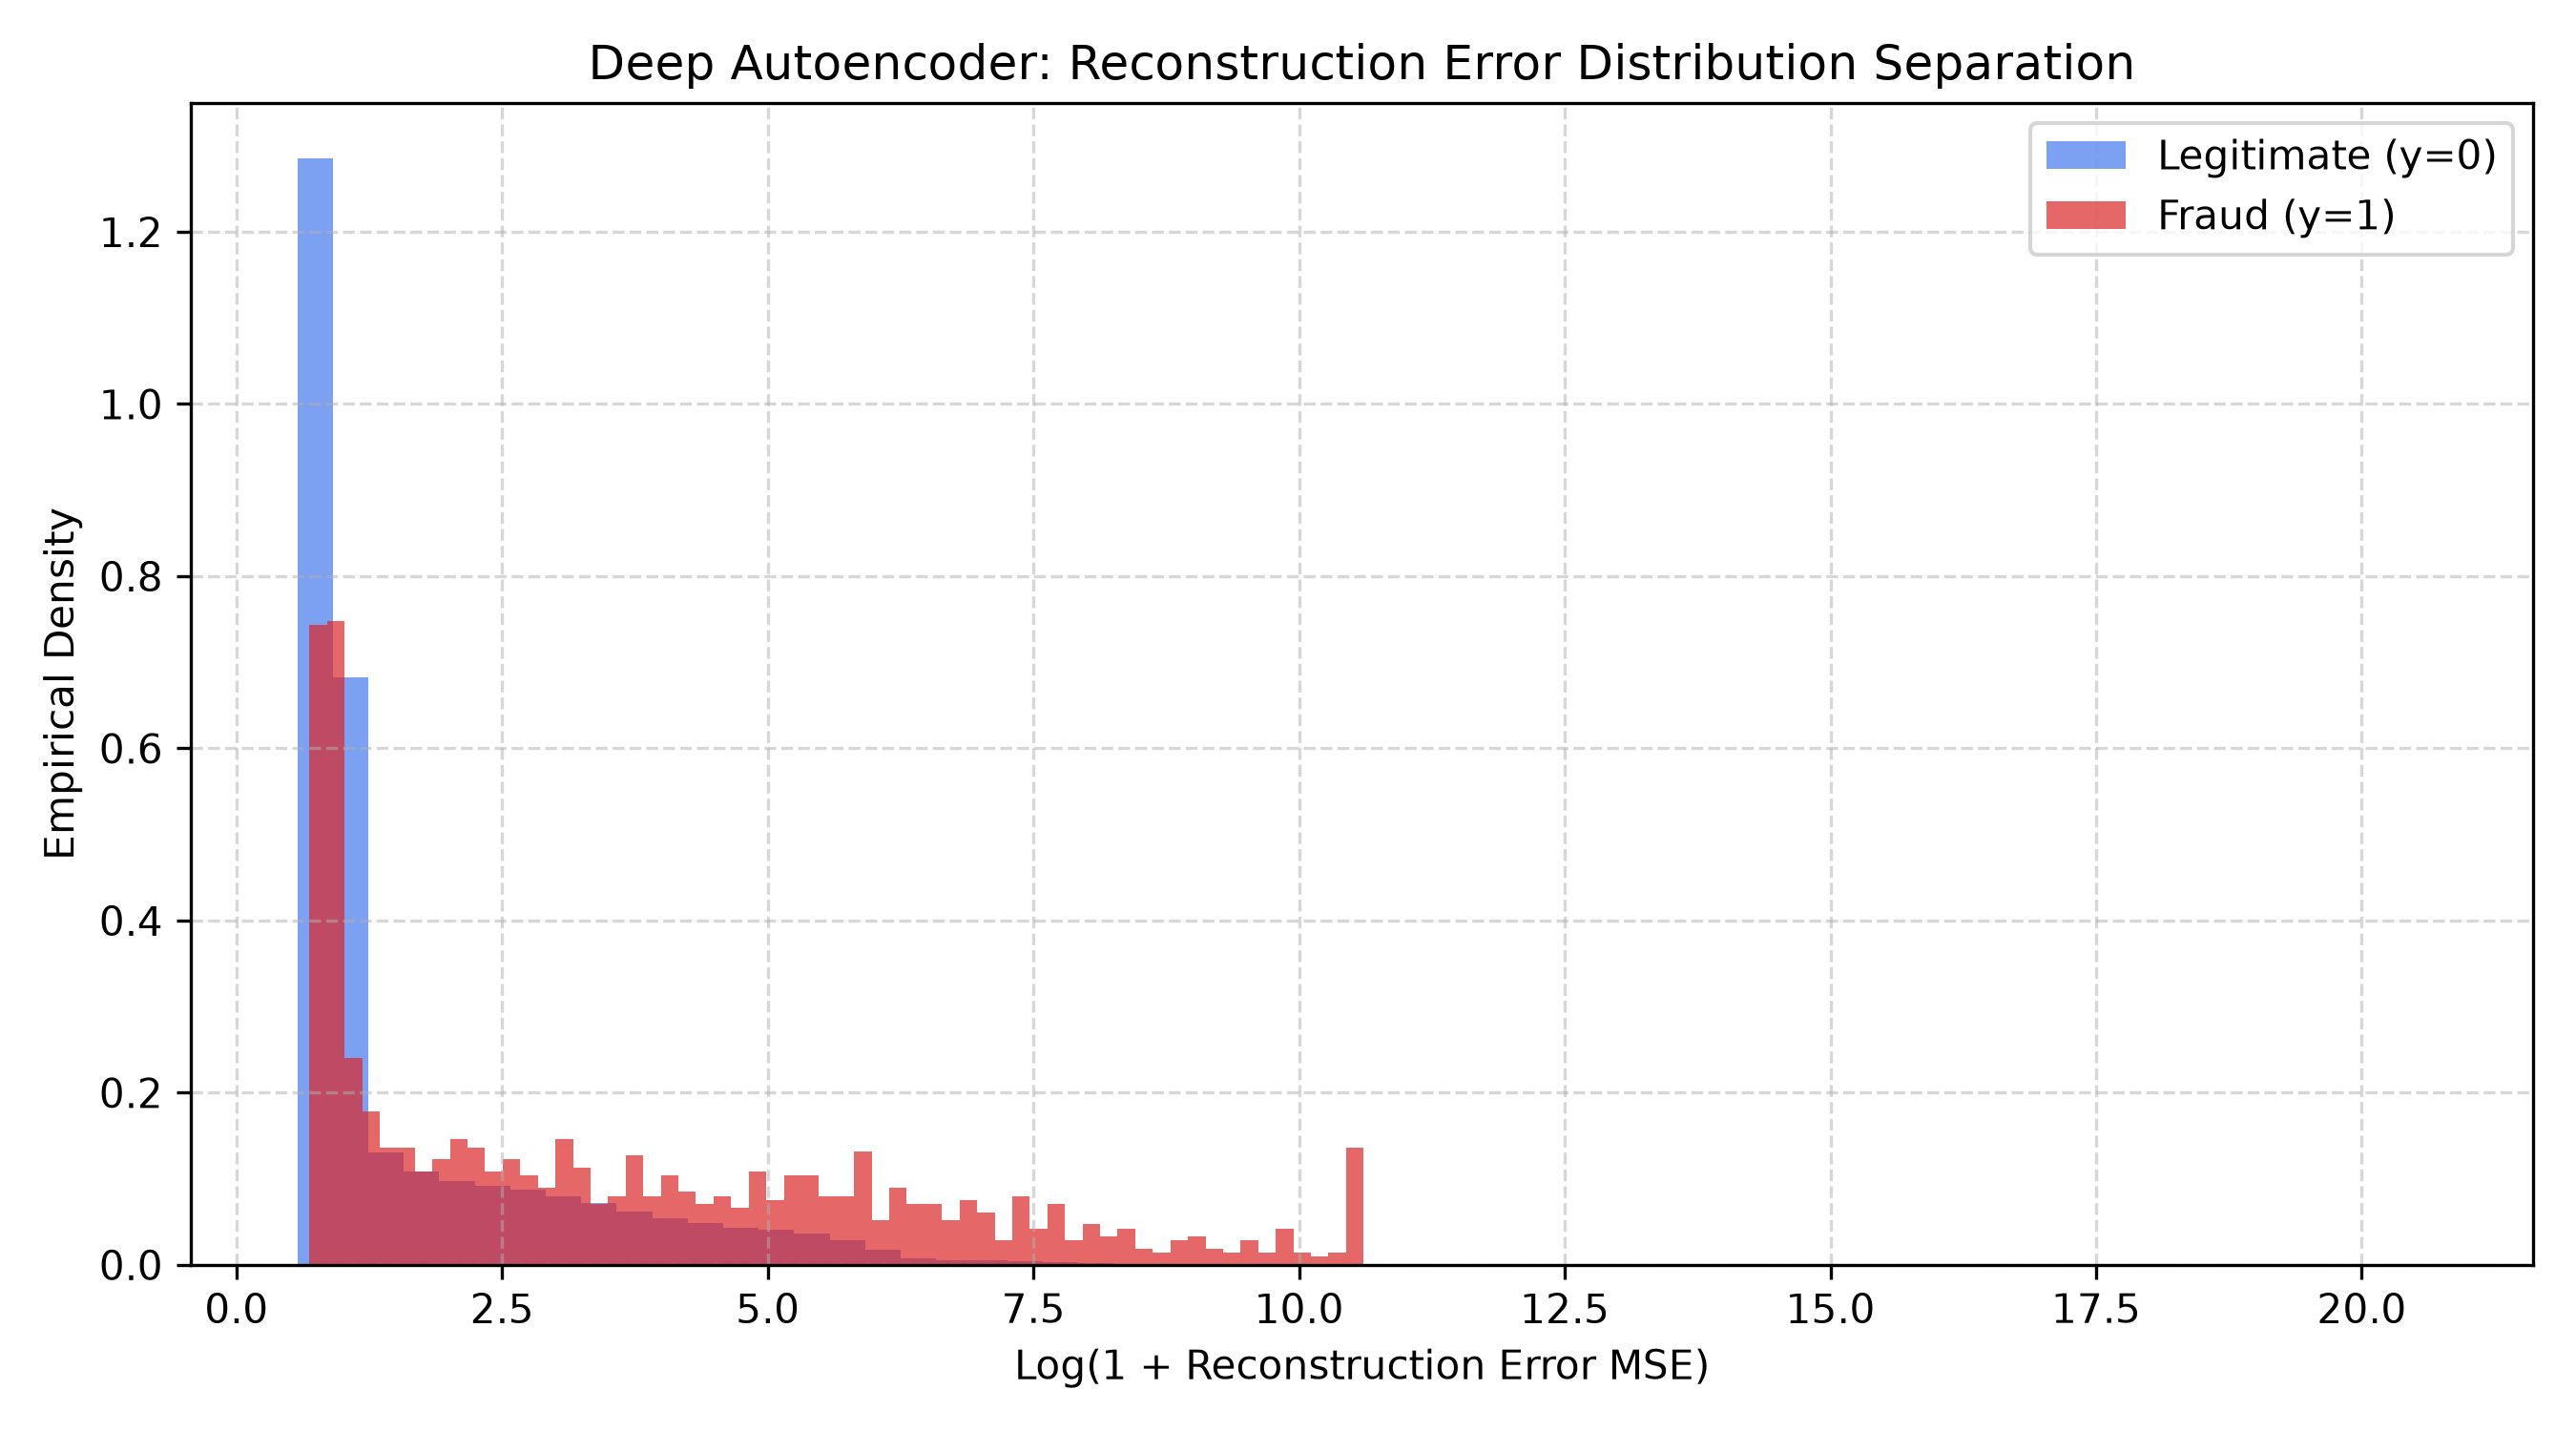 Deep Autoencoder: Reconstruction Error Distribution Separation
Legitimate (y=0)
Fraud (y=1)
Empirical Density
1.2
1.0
0.8
0.6
0.4
0.2
0.0
0.0 2.5 5.0 7.5 10.0 12.5 15.0 17.5 20.0
Log(1 + Reconstruction Error MSE)